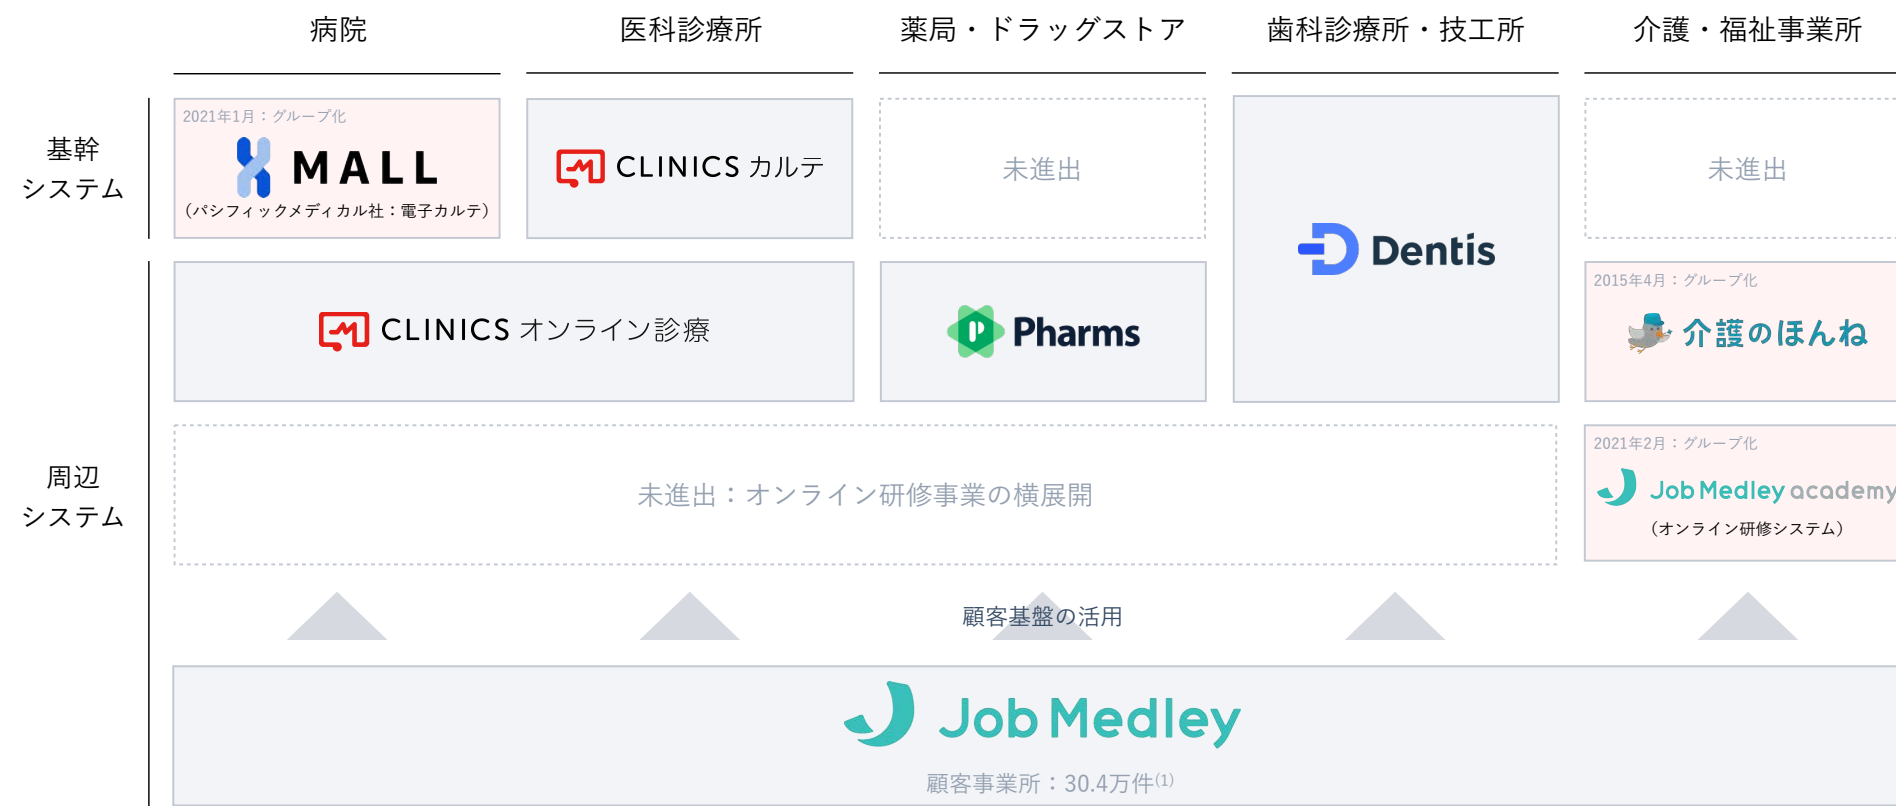 病院
医科診療所
薬局・ドラッグストア
歯科診療所・技工所
介護・福祉事業所
基幹
システム
2021年1月：グループ化
MALL
（パシフィックメディカル社：電子カルテ）
CLINICS カルテ
未進出
Dentis
未進出
周辺
システム
CLINICS オンライン診療
Pharms
2015年4月：グループ化
介護のほんね
未進出：オンライン研修事業の横展開
2021年2月：グループ化
Job Medley academy
（オンライン研修システム）
顧客基盤の活用
Job Medley
顧客事業所：30.4万件(1)